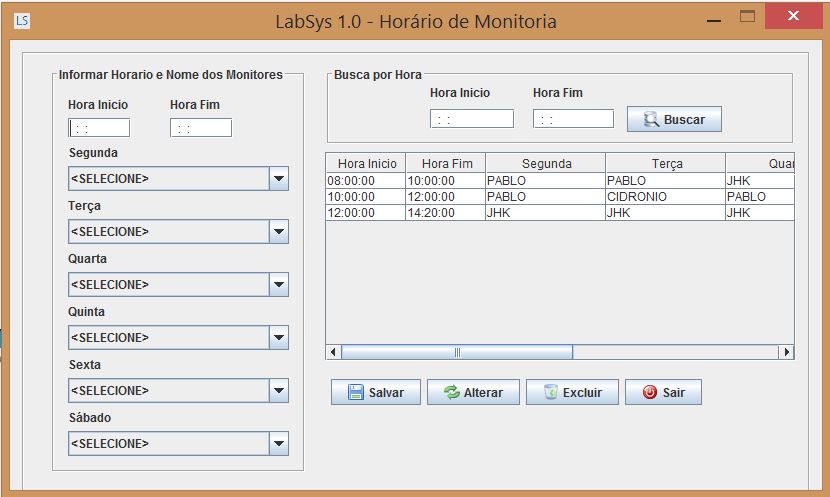 LS LabSys 1.0 - Horário de Monitoria
Informar Horario e Nome dos Monitores
Hora Inicio Hora Fim
: : : :
Segunda
<SELECIONE>
Terça
<SELECIONE>
Quarta
<SELECIONE>
Quinta
<SELECIONE>
Sexta
<SELECIONE>
Sábado
<SELECIONE>
Busca por Hora
Hora Inicio Hora Fim
: : : : Buscar
Hora Inicio Hora Fim Segunda Terça Quar
08:00:00 10:00:00 PABLO PABLO JHK
10:00:00 12:00:00 PABLO CIDRONIO PABLO
12:00:00 14:20:00 JHK JHK JHK
Salvar Alterar Excluir Sair